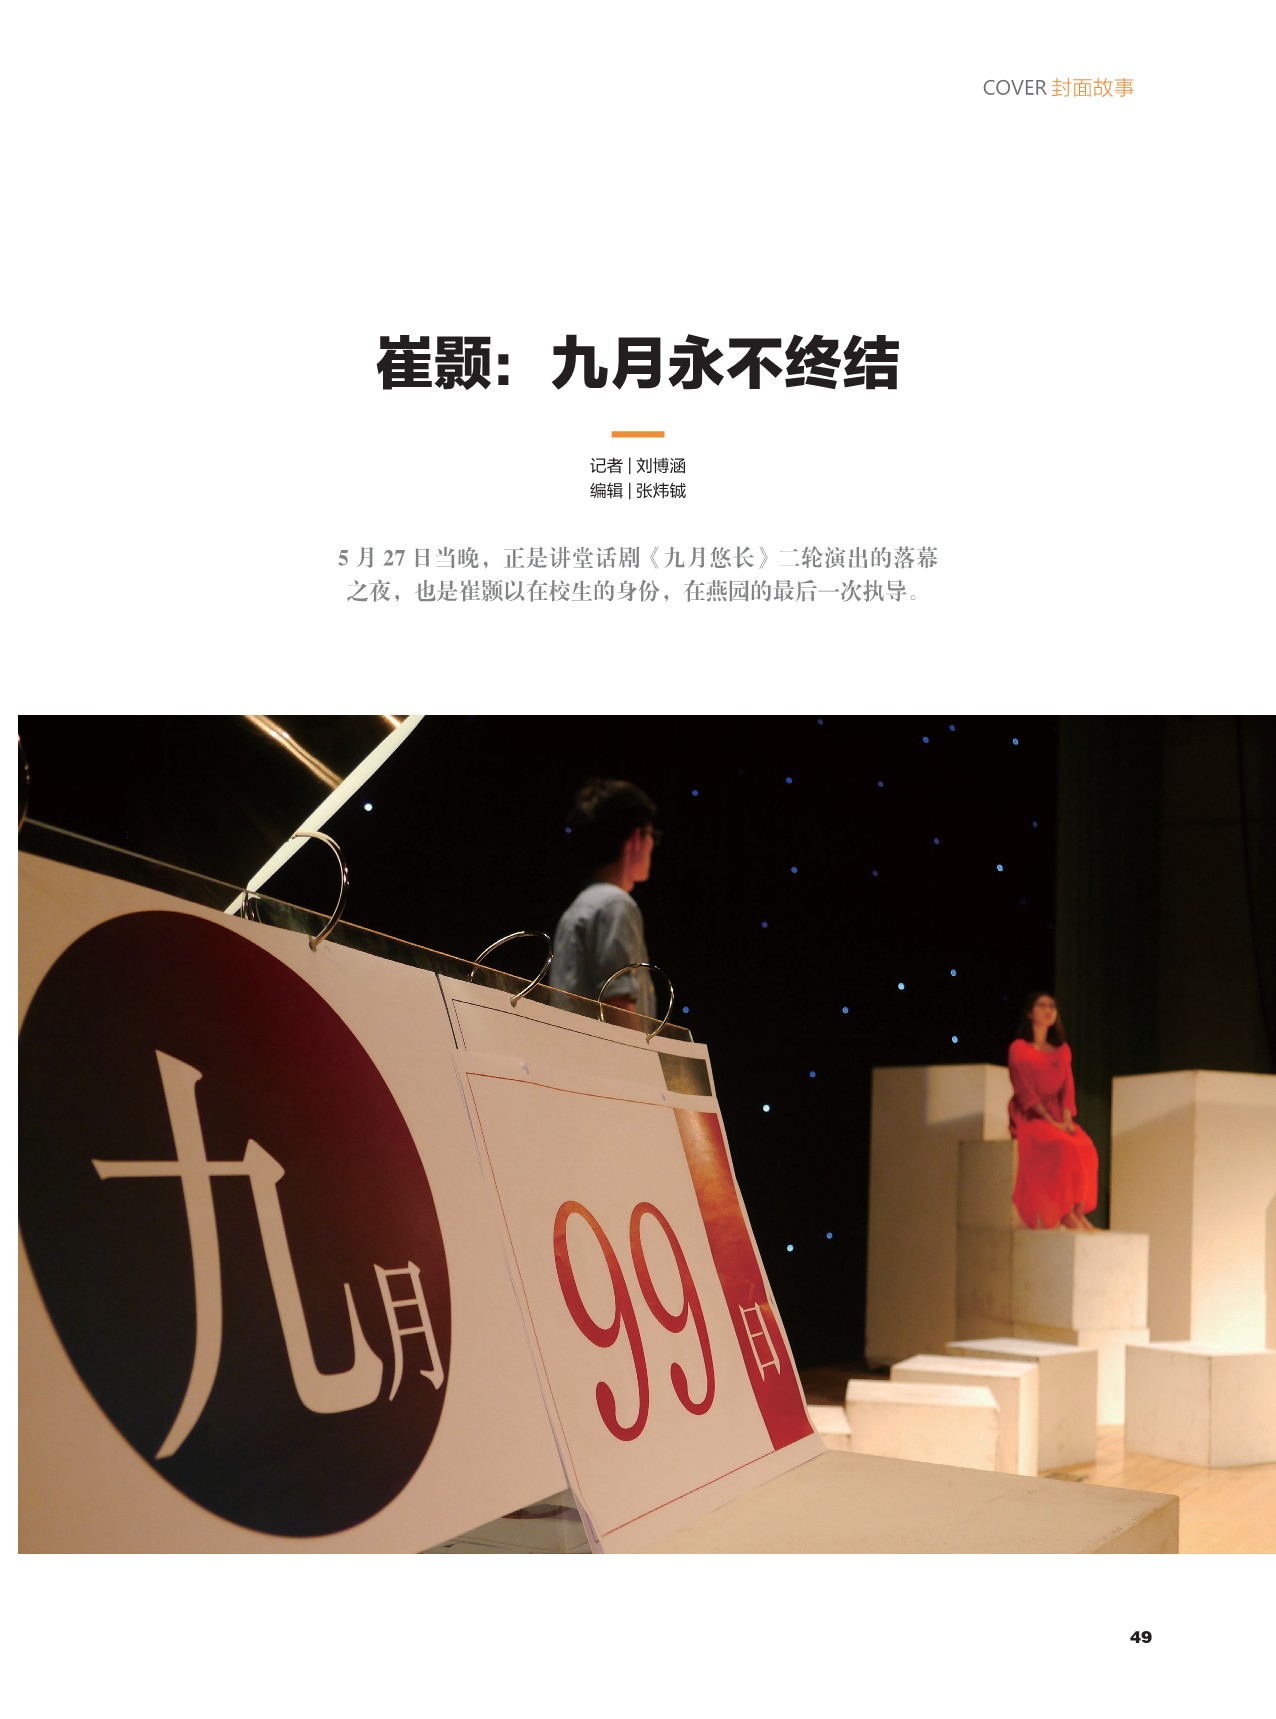 COVER 封面故事
崔颢：九月永不终结
记者 | 刘博涵
编辑 | 张炜铖
5 月 27 日当晚，正是讲堂话剧《九月悠长》二轮演出的落幕
之夜，也是崔颢以在校生的身份，在燕园的最后一次执导。
九月
99
日
49